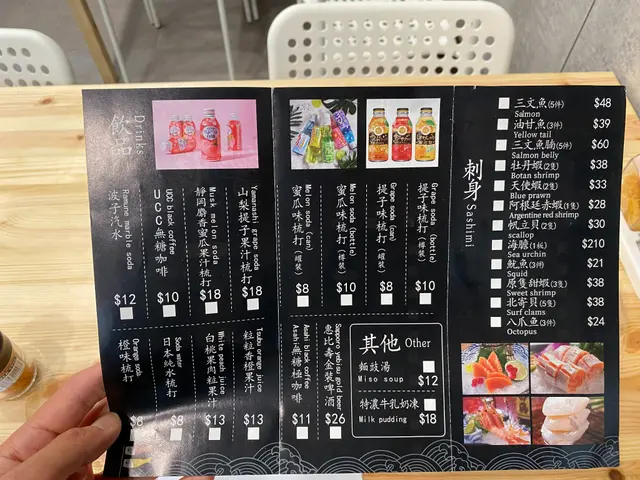 飲品
Drinks
Yamanashi grape soda
山梨提子果汁梳打
$18
Musk melon soda
靜岡麝香蜜瓜果汁梳打
$18
UCC black coffee
UCC無糖咖啡
$10
Ramune marble soda
波子汽水
$12
Isubu orange juice
粒粒香橙果汁
$13
White peach juice
白桃果肉粒果汁
$13
Soda water
日本純水梳打
$8
Orange soda
橙味梳打
$8
Grape soda (bottle)
提子味梳打(樽裝)
$10
Grape soda (can)
提子味梳打(罐裝)
$8
Melon soda (bottle)
蜜瓜味梳打(樽裝)
$10
Melon soda (can)
蜜瓜味梳打(罐裝)
$8
Sapporo yebisu gold beer
惠比壽金裝啤酒
$26
Asahi black coffee
Asahi無糖極咖啡
$11
其他 Other
麵豉湯
Miso soup $12
特濃牛乳奶凍
Milk pudding $18
刺身 Sashimi
三文魚(5件) $48
Salmon
油甘魚(3件) $39
Yellow tail
三文魚腩(5件) $60
Salmon belly
牡丹蝦(2隻) $38
Botan shrimp
天使蝦(2隻) $33
Blue prawn
阿根廷赤蝦(1隻) $28
Argentine red shrimp
帆立貝(2隻) $30
scallop
海膽(1板) $210
Sea urchin
魷魚(3件) $21
Squid
原隻甜蝦(3隻) $38
Sweet shrimp
北寄貝(5隻) $38
Surf clams
八爪魚(3件) $24
Octopus